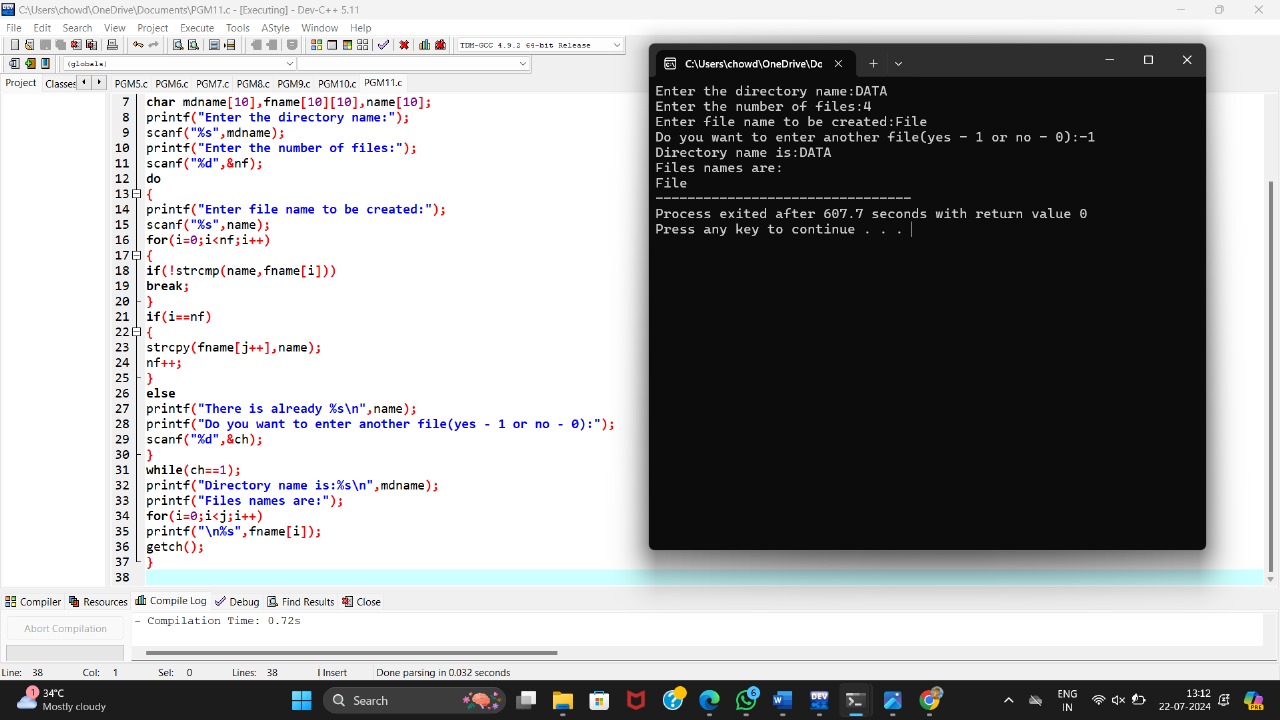 C:\Users\chowd\OneDrive\Documents\PGM11.c - [Executing] - Dev-C++ 5.11
File Edit Search View Project Execute Tools AStyle Window Help
TDM-GCC 4.9.2 64-bit Release
(globals)
Project Classes PGM5.c PGM6.c PGM7.c PGM8.c PGM9.c PGM10.c PGM11.c
7 char mdname[10],fname[10][10],name[10];
8 printf("Enter the directory name:");
9 scanf("%s",mdname);
10 printf("Enter the number of files:");
11 scanf("%d",&nf);
12 do
13 {
14 printf("Enter file name to be created:");
15 scanf("%s",name);
16 for(i=0;i<nf;i++)
17 {
18 if(!strcmp(name,fname[i]))
19 break;
20 }
21 if(i==nf)
22 {
23 strcpy(fname[j++],name);
24 nf++;
25 }
26 else
27 printf("There is already %s\n",name);
28 printf("Do you want to enter another file(yes - 1 or no - 0):");
29 scanf("%d",&ch);
30 }
31 while(ch==1);
32 printf("Directory name is:%s\n",mdname);
33 printf("Files names are:");
34 for(i=0;i<j;i++)
35 printf("\n%s",fname[i]);
36 getch();
37 }
38
C:\Users\chowd\OneDrive\Do
Enter the directory name:DATA
Enter the number of files:4
Enter file name to be created:File
Do you want to enter another file(yes - 1 or no - 0):-1
Directory name is:DATA
Files names are:
File
--------------------------------
Process exited after 607.7 seconds with return value 0
Press any key to continue . . .
Compiler Resources Compile Log Debug Find Results Close
Abort Compilation
- Compilation Time: 0.72s
Line: 38 Col: 1 Sel: 0 Lines: 38 Insert Done parsing in 0.032 seconds
1
34°C
Mostly cloudy
Search
6
DEV
ENG
IN
13:12
22-07-2024
PRE